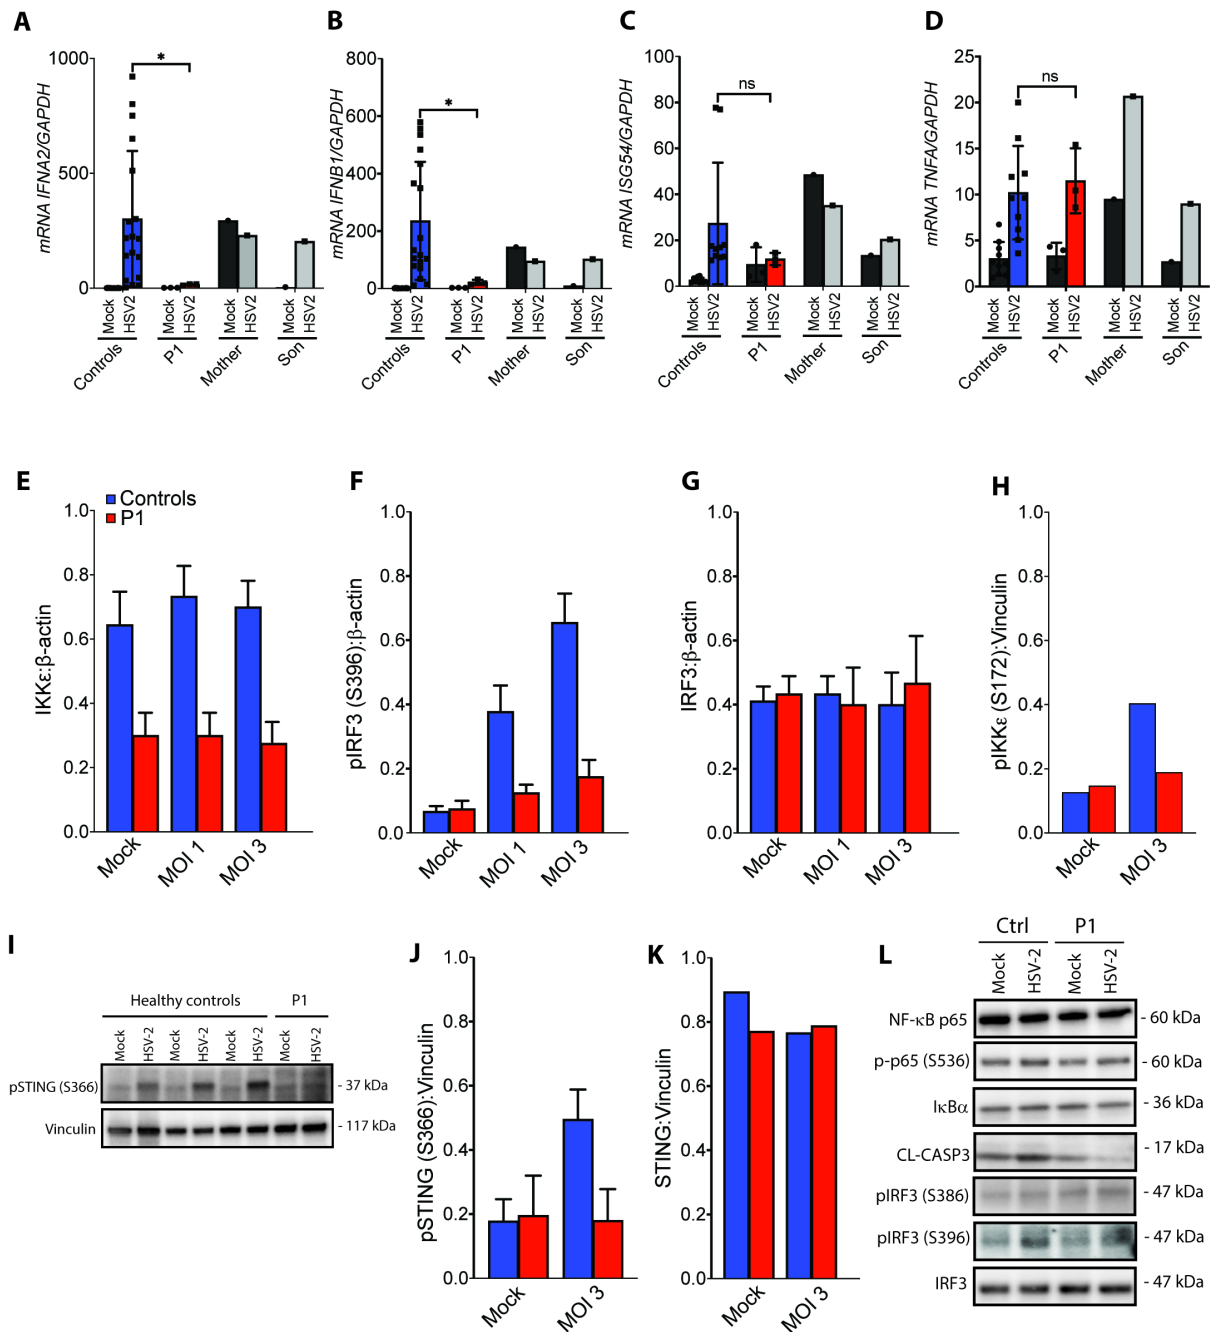 A
mRNA IFNA2/GAPDH
1000
500
0
*
Mock
HSV2
Mock
HSV2
Mock
HSV2
Mock
HSV2
Controls
P1
Mother
Son
B
mRNA IFNB1/GAPDH
800
600
400
200
0
*
Mock
HSV2
Mock
HSV2
Mock
HSV2
Mock
HSV2
Controls
P1
Mother
Son
C
mRNA ISG54/GAPDH
80
60
40
20
0
ns
Mock
HSV2
Mock
HSV2
Mock
HSV2
Mock
HSV2
Controls
P1
Mother
Son
D
mRNA TNFA/GAPDH
25
20
15
10
5
0
ns
Mock
HSV2
Mock
HSV2
Mock
HSV2
Mock
HSV2
Controls
P1
Mother
Son
E
Controls
P1
IKKε:β-actin
1.0
0.8
0.6
0.4
0.2
0.0
Mock
MOI 1
MOI 3
F
pIRF3 (S396):β-actin
1.0
0.8
0.6
0.4
0.2
0.0
Mock
MOI 1
MOI 3
G
IRF3:β-actin
1.0
0.8
0.6
0.4
0.2
0.0
Mock
MOI 1
MOI 3
H
pIKKε (S172):Vinculin
1.0
0.8
0.6
0.4
0.2
0.0
Mock
MOI 3
I
Healthy controls
P1
Mock
HSV-2
Mock
HSV-2
Mock
HSV-2
Mock
HSV-2
pSTING (S366)
- 37 kDa
Vinculin
- 117 kDa
J
pSTING (S366):Vinculin
1.0
0.8
0.6
0.4
0.2
0.0
Mock
MOI 3
K
STING:Vinculin
1.0
0.8
0.6
0.4
0.2
0.0
Mock
MOI 3
L
Ctrl
P1
Mock
HSV-2
Mock
HSV-2
NF-κB p65
- 60 kDa
p-p65 (S536)
- 60 kDa
IκBα
- 36 kDa
CL-CASP3
- 17 kDa
pIRF3 (S386)
- 47 kDa
pIRF3 (S396)
- 47 kDa
IRF3
- 47 kDa